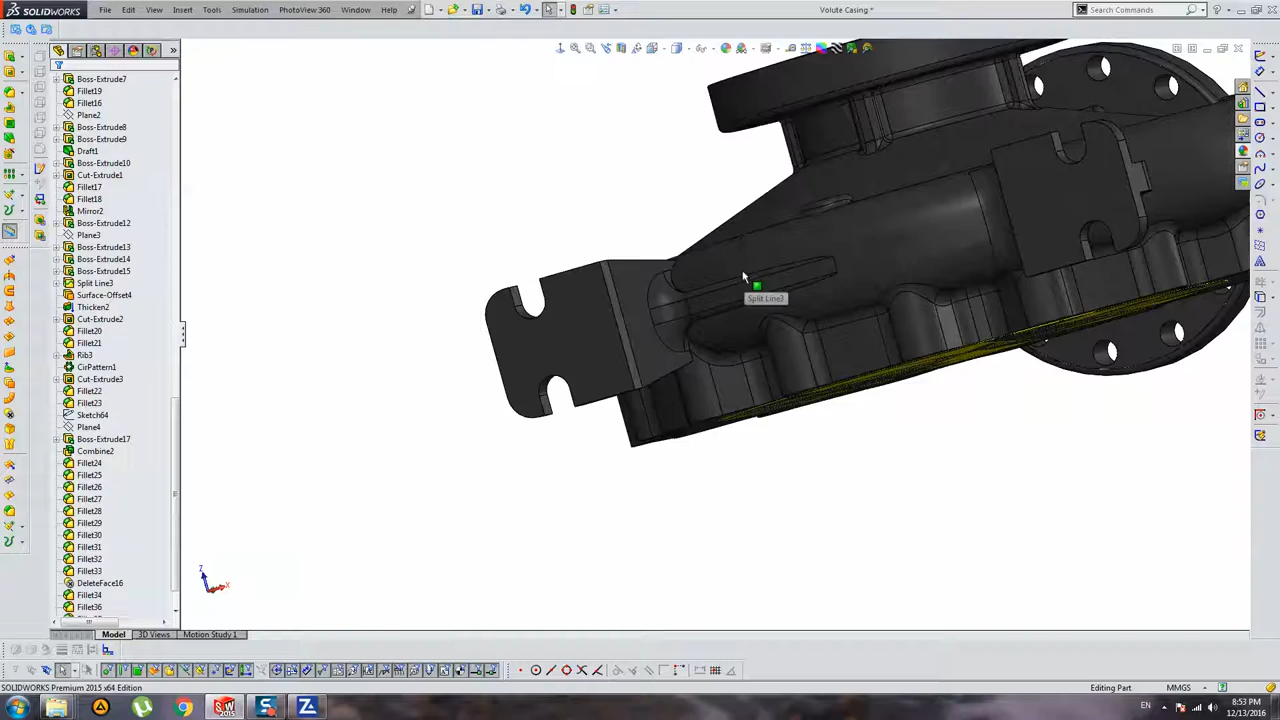 SOLIDWORKS
File Edit View Insert Tools Simulation PhotoView 360 Window Help
Volute Casing *
Search Commands
Boss-Extrude7
Fillet19
Fillet16
Plane2
Boss-Extrude8
Boss-Extrude9
Draft1
Boss-Extrude10
Cut-Extrude1
Fillet17
Fillet18
Mirror2
Boss-Extrude12
Plane3
Boss-Extrude13
Boss-Extrude14
Boss-Extrude15
Split Line3
Surface-Offset4
Thicken2
Cut-Extrude2
Fillet20
Fillet21
Rib3
CirPattern1
Cut-Extrude3
Fillet22
Fillet23
Sketch64
Plane4
Boss-Extrude17
Combine2
Fillet24
Fillet25
Fillet26
Fillet27
Fillet28
Fillet29
Fillet30
Fillet31
Fillet32
Fillet33
DeleteFace16
Fillet34
Fillet36
Split Line3
Z
X
Model 3D Views Motion Study 1
SOLIDWORKS Premium 2015 x64 Edition
Editing Part
MMGS
EN
8:53 PM
12/13/2016